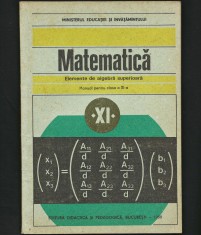 MINISTERUL EDUCAȚIEI ȘI ÎNVĂȚĂMÂNTULUI
Matematică
Elemente de algebră superioară
Manual pentru clasa a XI-a
·XI·
x₁ A₁₁ A₂₁ A₃₁ b₁
d d d
x₂ = A₁₂ A₂₂ A₃₂ b₂
d d d
x₃ A₁₃ A₂₃ A₃₃ b₃
d d d
EDITURA DIDACTICĂ ȘI PEDAGOGICĂ, BUCUREȘTI